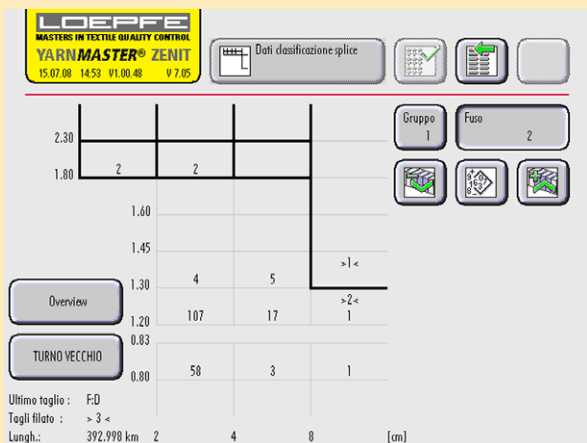 LOEPFE
MASTERS IN TEXTILE QUALITY CONTROL
YARNMASTER® ZENIT
15.07.08 14:53 V1.00.48 V 7.05
Dati classificazione splice
Gruppo
1
Fuso
2
2.30
1.80 2 2
1.60
1.45
>1<
1.30 4 5
>2<
1.20 107 17 1
0.83
0.80 58 3 1
Overview
TURNO VECCHIO
Ultimo taglio : F:D
Tagli filato : > 3 <
Lungh.: 392.998 km 2 4 8 [cm]